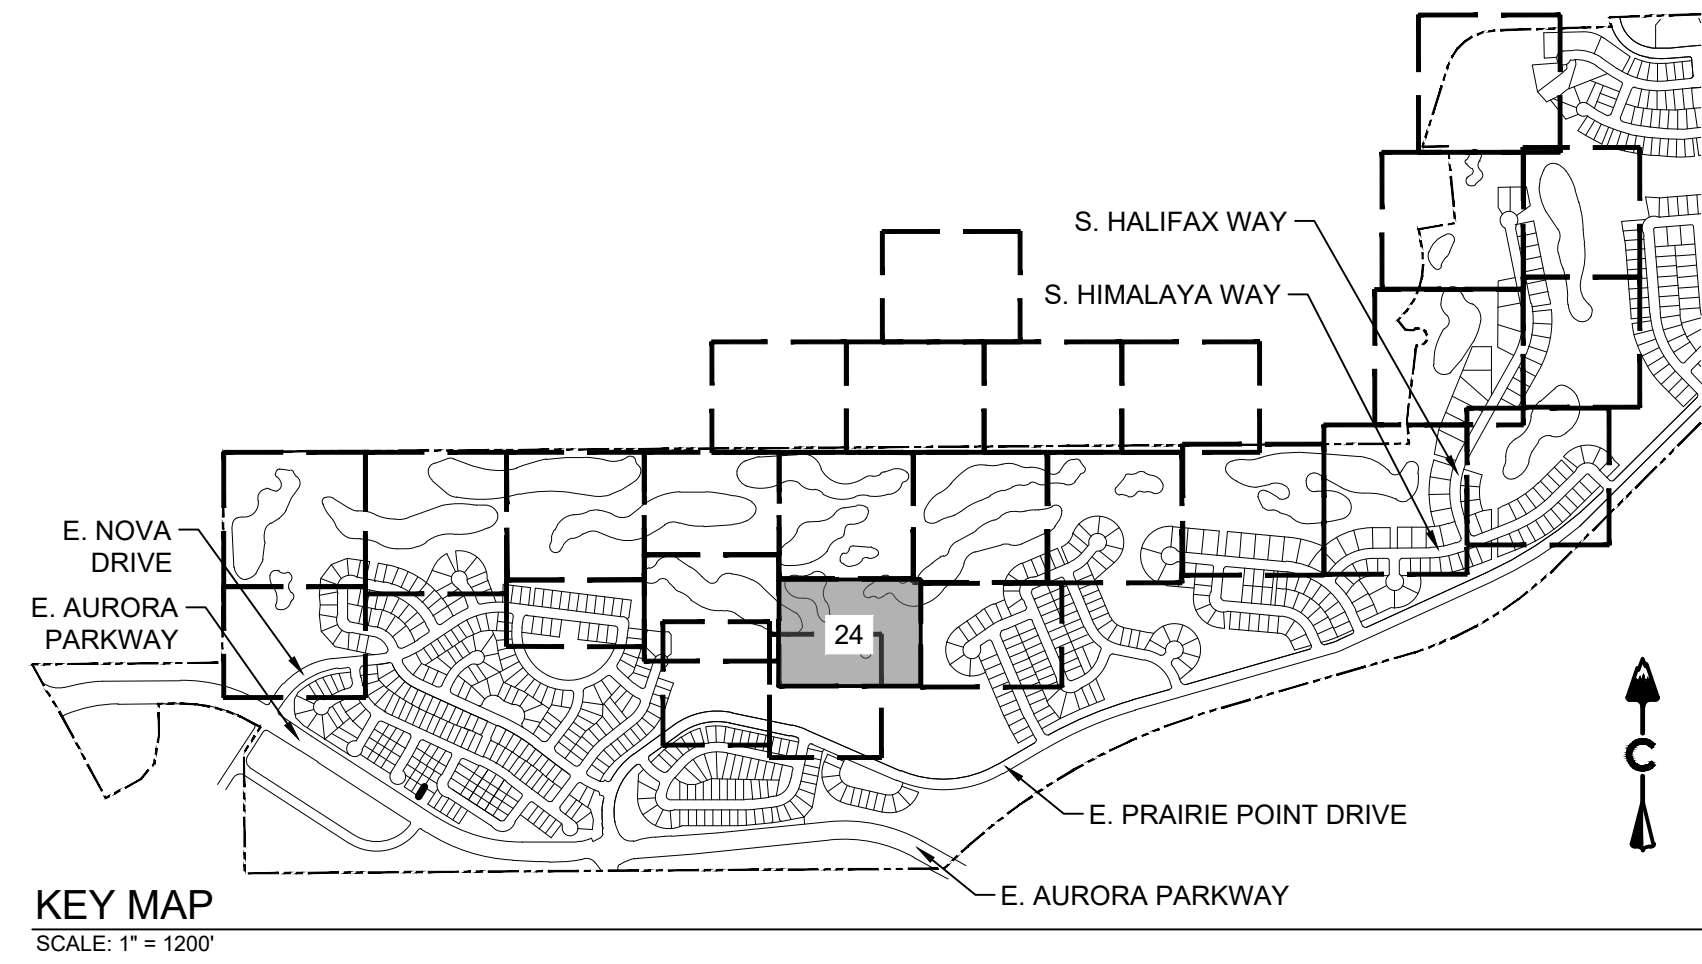 S. HALIFAX WAY
S. HIMALAYA WAY
E. NOVA
DRIVE
E. AURORA
PARKWAY
24
E. PRAIRIE POINT DRIVE
E. AURORA PARKWAY
KEY MAP
SCALE: 1" = 1200'